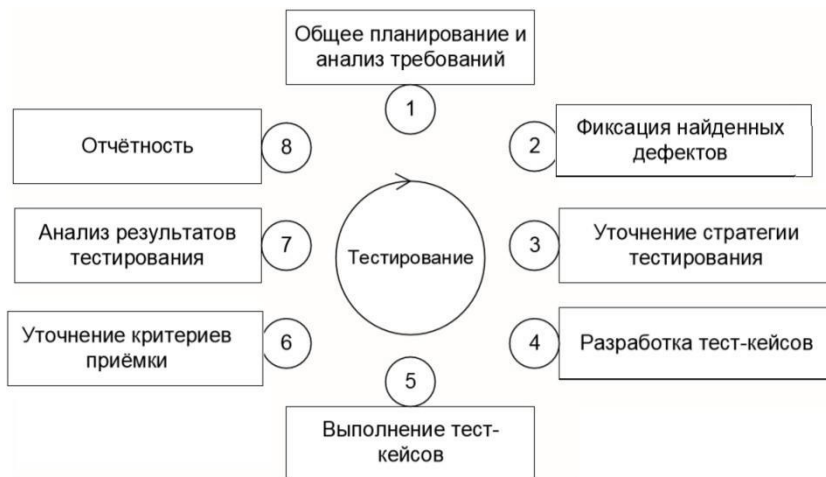 Общее планирование и
анализ требований
1
Отчётность
8
2
Фиксация найденных
дефектов
Анализ результатов
тестирования
7
Тестирование
3
Уточнение стратегии
тестирования
Уточнение критериев
приёмки
6
4
Разработка тест-кейсов
5
Выполнение тест-
кейсов